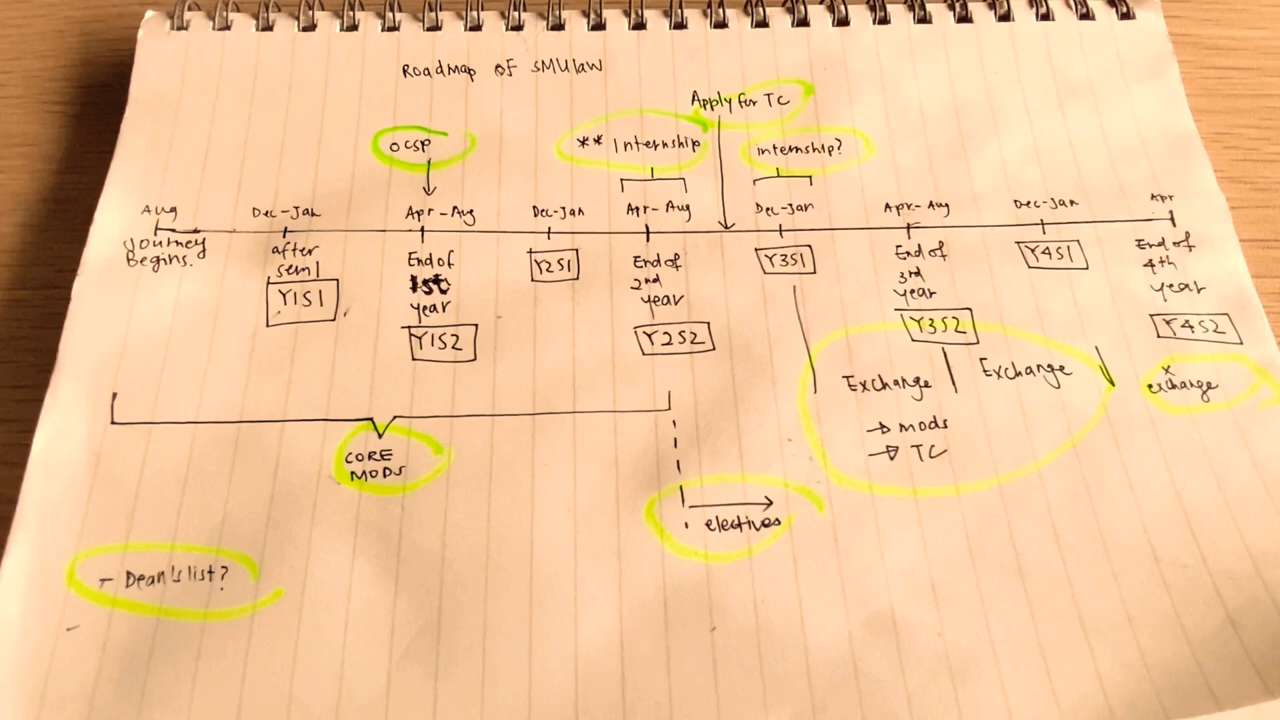 Roadmap of SMU law
Apply for TC
OCSP
** Internship
internship?
Aug
Dec-Jan
Apr-Aug
Dec-Jan
Apr-Aug
Dec-Jan
Apr-Aug
Dec-Jan
Apr
Journey
Begins.
after
sem 1
Y1S1
End of
1st
year
Y1S2
Y2S1
End of
2nd
year
Y2S2
Y3S1
End of
3rd
year
Y3S2
Y4S1
End of
4th
year
Y4S2
Exchange
→ mods
→ TC
Exchange
x
exchange
CORE
MODS
electives
- Dean's list?